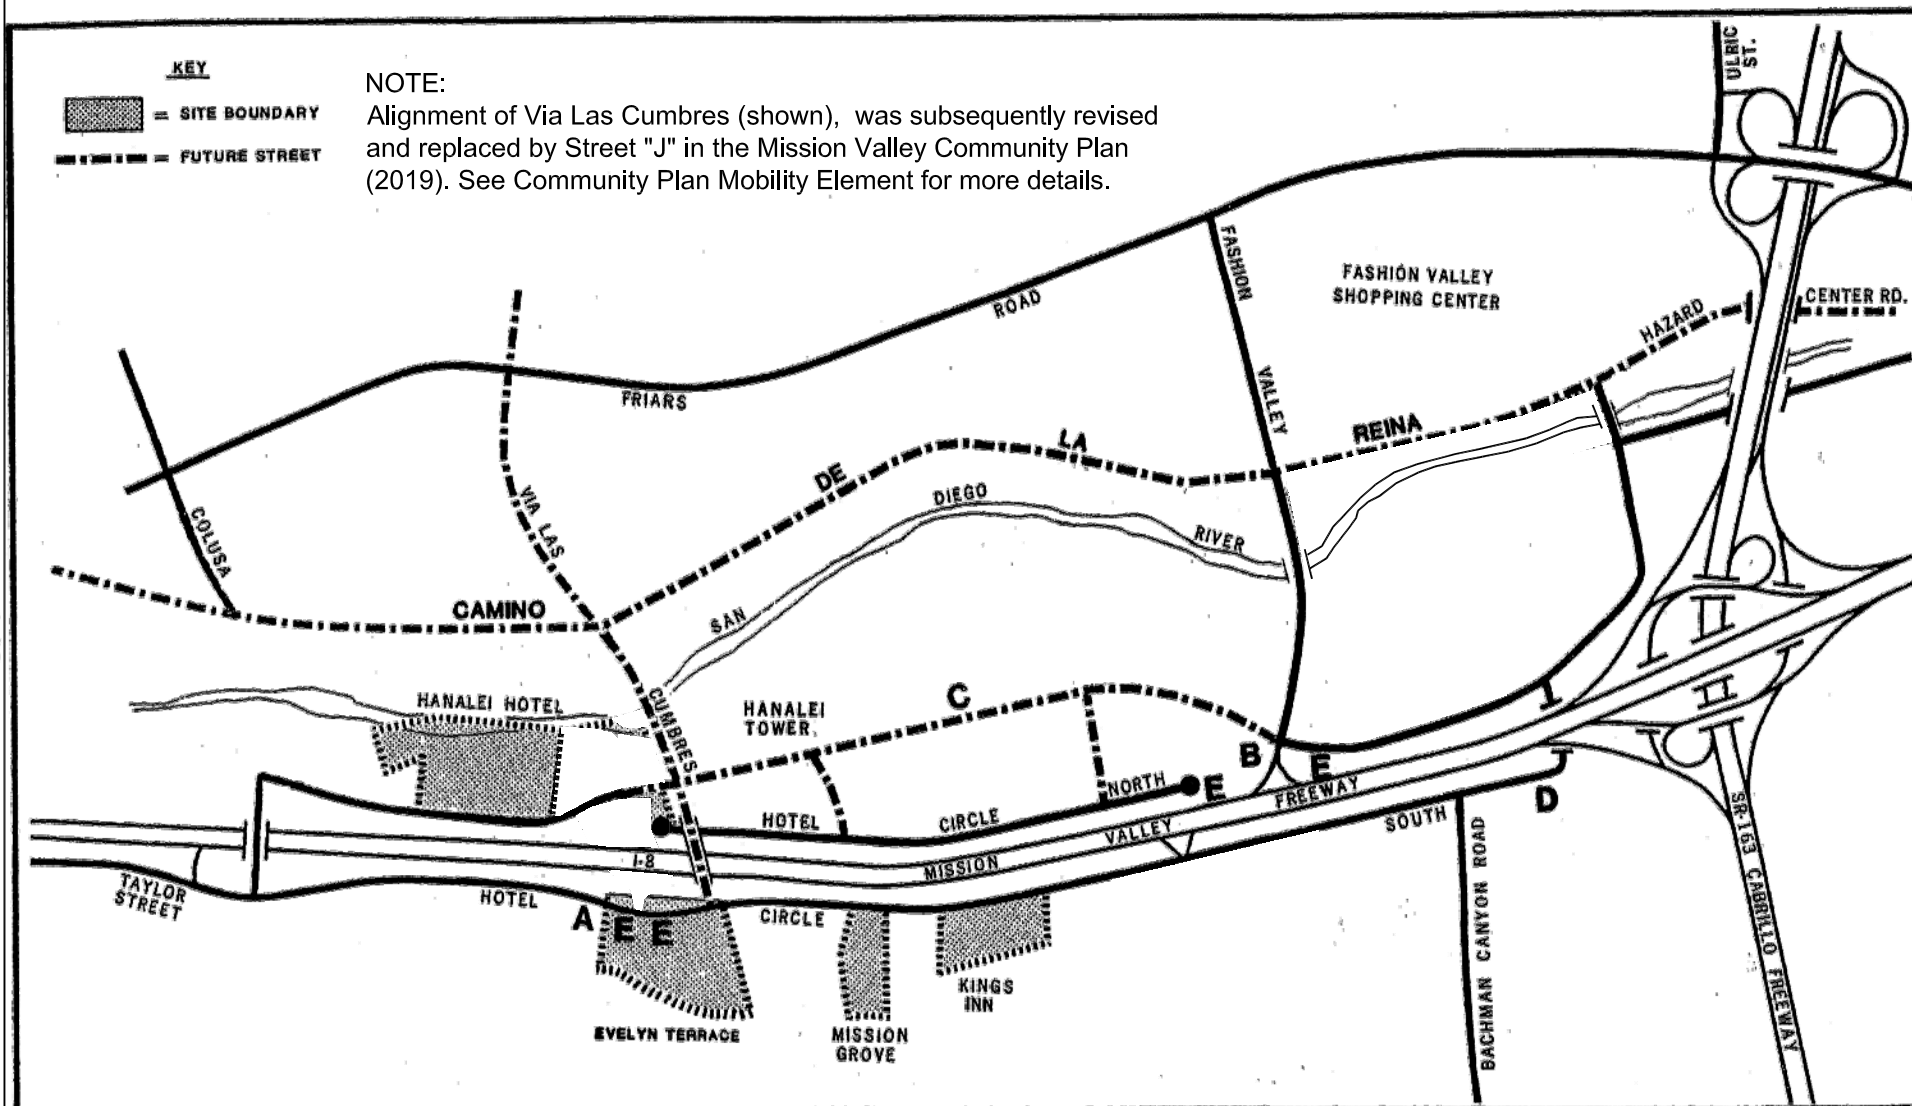 KEY
= SITE BOUNDARY
= FUTURE STREET
NOTE:
Alignment of Via Las Cumbres (shown), was subsequently revised
and replaced by Street "J" in the Mission Valley Community Plan
(2019). See Community Plan Mobility Element for more details.
ULRIC
ST.
FASHION
VALLEY
FASHION VALLEY
SHOPPING CENTER
HAZARD
CENTER RD.
FRIARS
ROAD
COLUSA
VIA LAS
CUMBRES
CAMINO
DE
LA
REINA
SAN
DIEGO
RIVER
HANALEI HOTEL
HANALEI
TOWER
C
B
E
E
I
D
NORTH
HOTEL
CIRCLE
I-8
MISSION
VALLEY
FREEWAY
SOUTH
TAYLOR
STREET
HOTEL
A
E
E
CIRCLE
EVELYN TERRACE
MISSION
GROVE
KINGS
INN
BACHMAN CANYON ROAD
SR-163 CABRILLO FREEWAY